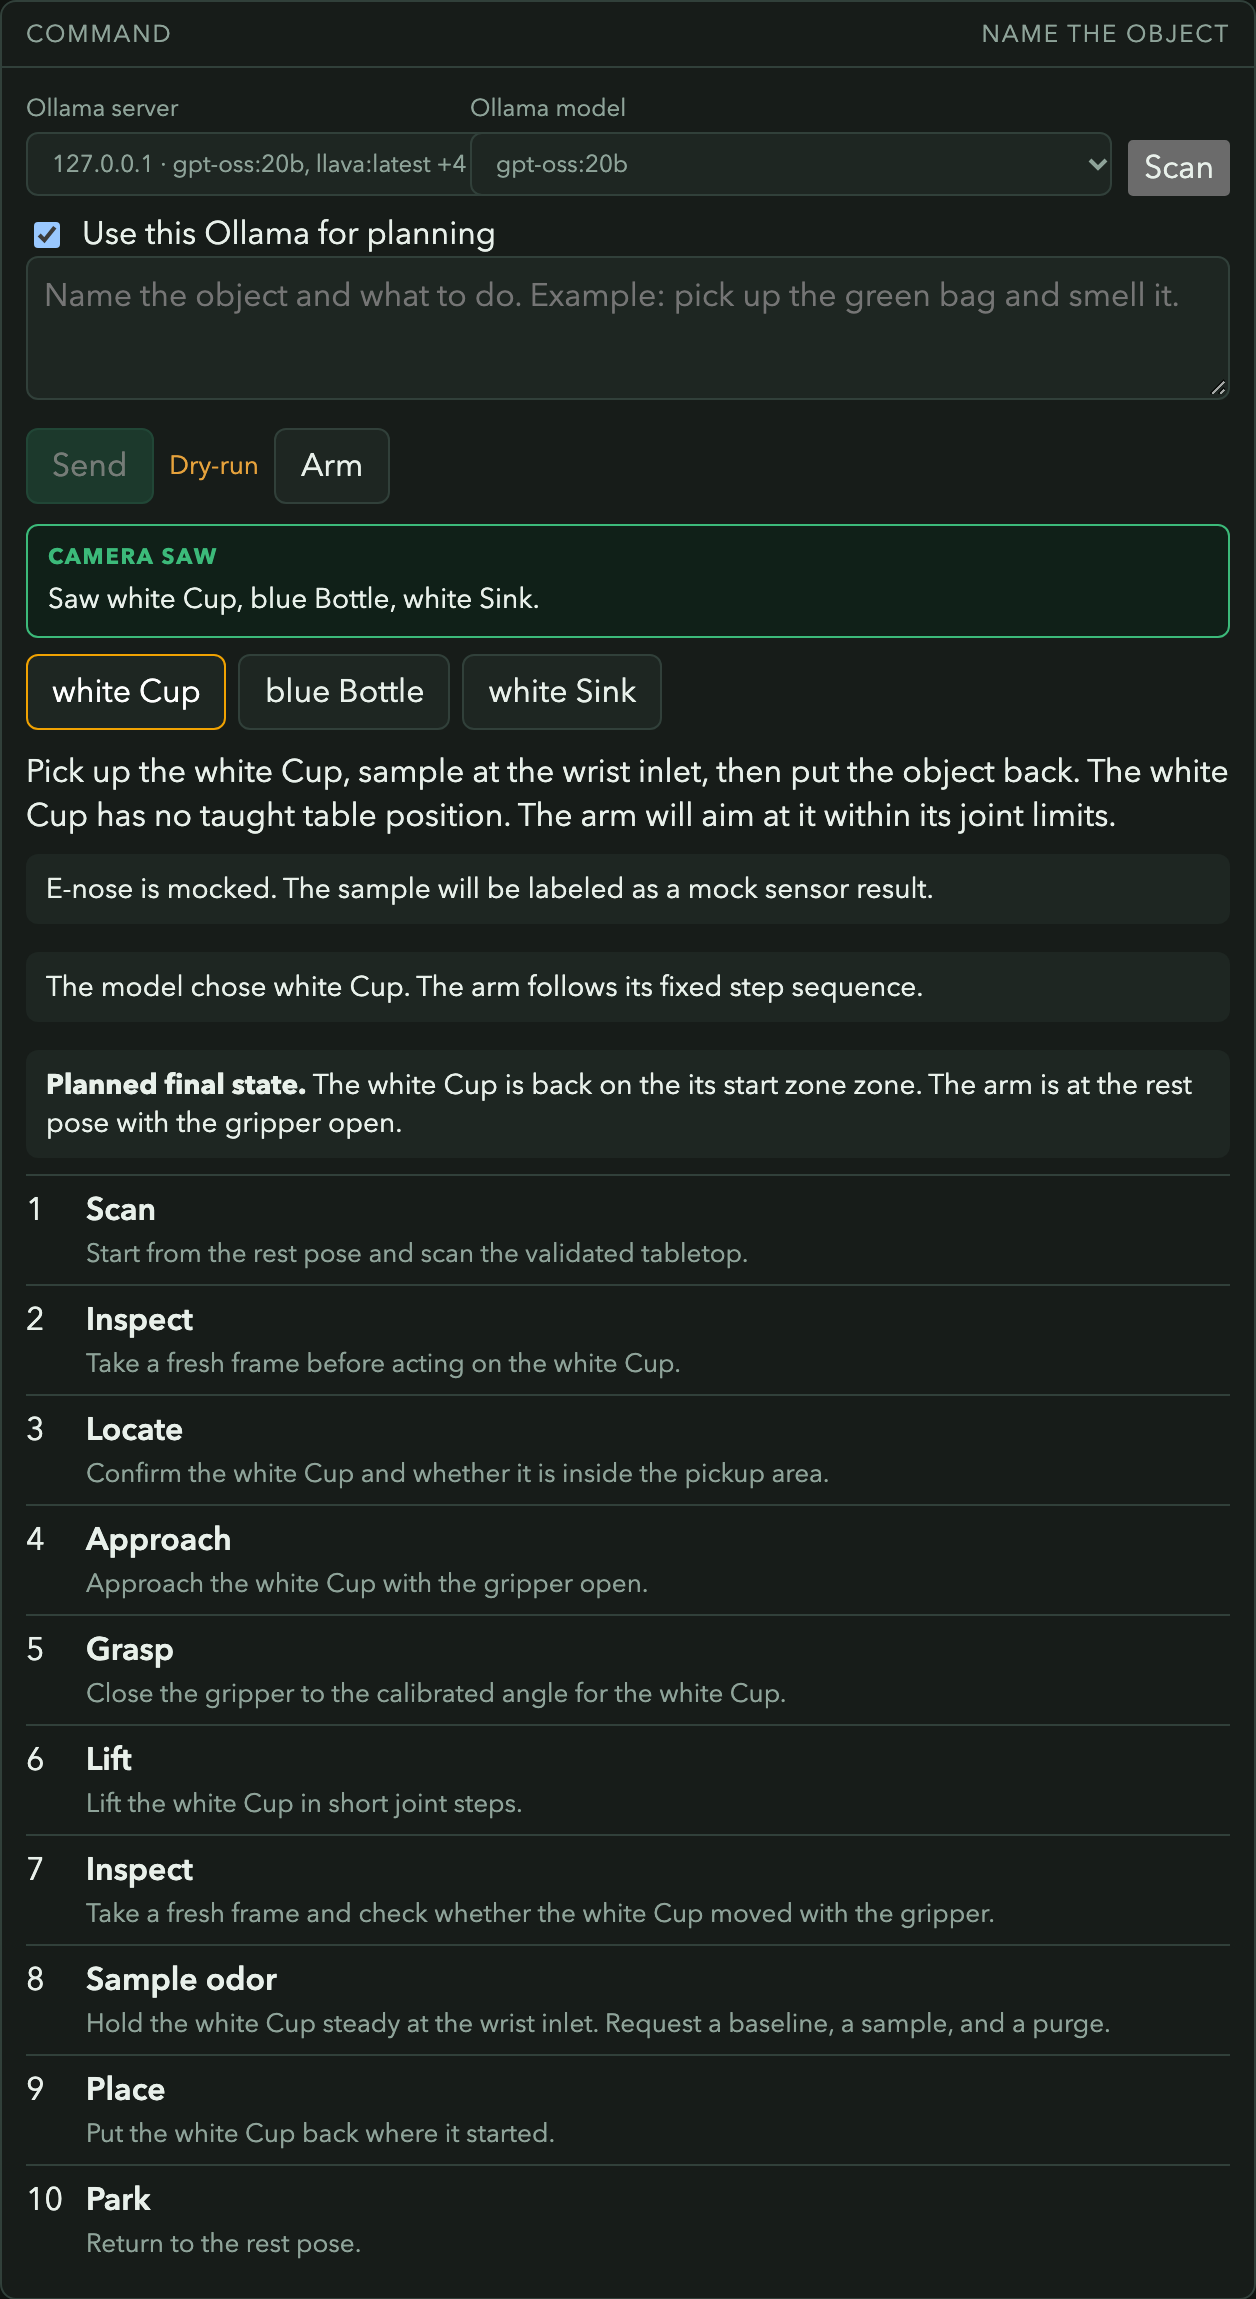 COMMAND
NAME THE OBJECT
Ollama server
Ollama model
127.0.0.1 · gpt-oss:20b, llava:latest +4
gpt-oss:20b
Scan
Use this Ollama for planning
Name the object and what to do. Example: pick up the green bag and smell it.
Send
Dry-run
Arm
CAMERA SAW
Saw white Cup, blue Bottle, white Sink.
white Cup
blue Bottle
white Sink
Pick up the white Cup, sample at the wrist inlet, then put the object back. The white
Cup has no taught table position. The arm will aim at it within its joint limits.
E-nose is mocked. The sample will be labeled as a mock sensor result.
The model chose white Cup. The arm follows its fixed step sequence.
Planned final state. The white Cup is back on the its start zone zone. The arm is at the rest
pose with the gripper open.
1 Scan
Start from the rest pose and scan the validated tabletop.
2 Inspect
Take a fresh frame before acting on the white Cup.
3 Locate
Confirm the white Cup and whether it is inside the pickup area.
4 Approach
Approach the white Cup with the gripper open.
5 Grasp
Close the gripper to the calibrated angle for the white Cup.
6 Lift
Lift the white Cup in short joint steps.
7 Inspect
Take a fresh frame and check whether the white Cup moved with the gripper.
8 Sample odor
Hold the white Cup steady at the wrist inlet. Request a baseline, a sample, and a purge.
9 Place
Put the white Cup back where it started.
10 Park
Return to the rest pose.